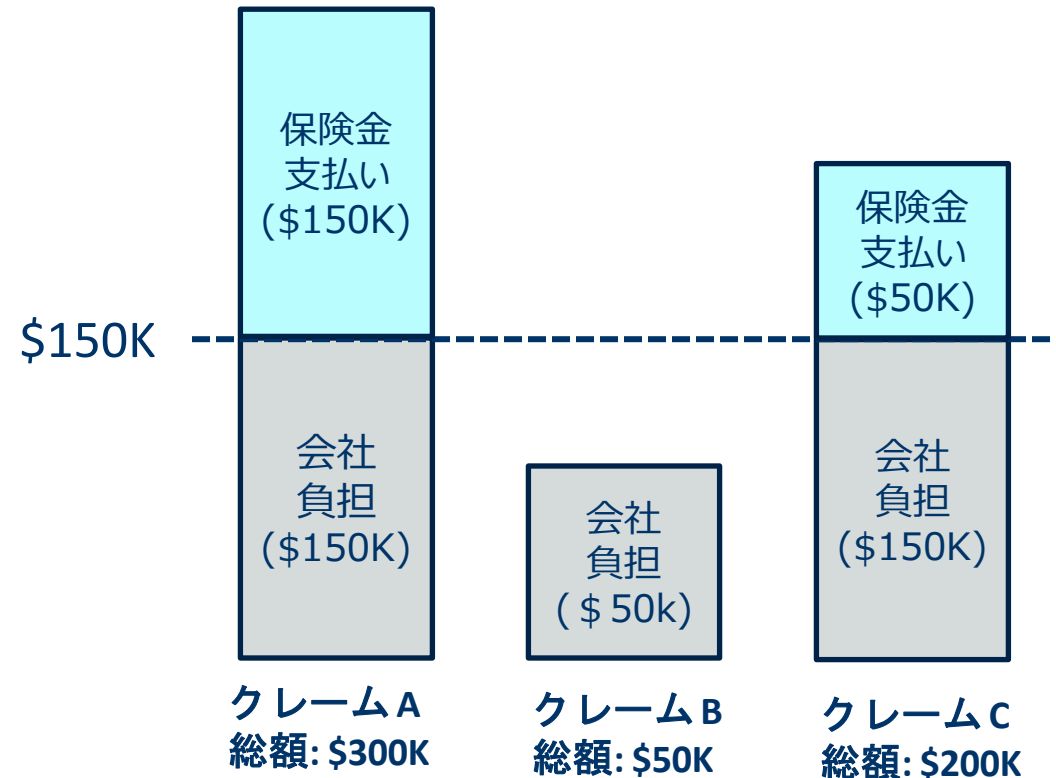 保険金
支払い
($150K)
保険金
支払い
($50K)
$150K
会社
負担
($150K)
会社
負担
(＄50k)
会社
負担
($150K)
クレームA
総額: $300K
クレームB
総額: $50K
クレームC
総額: $200K